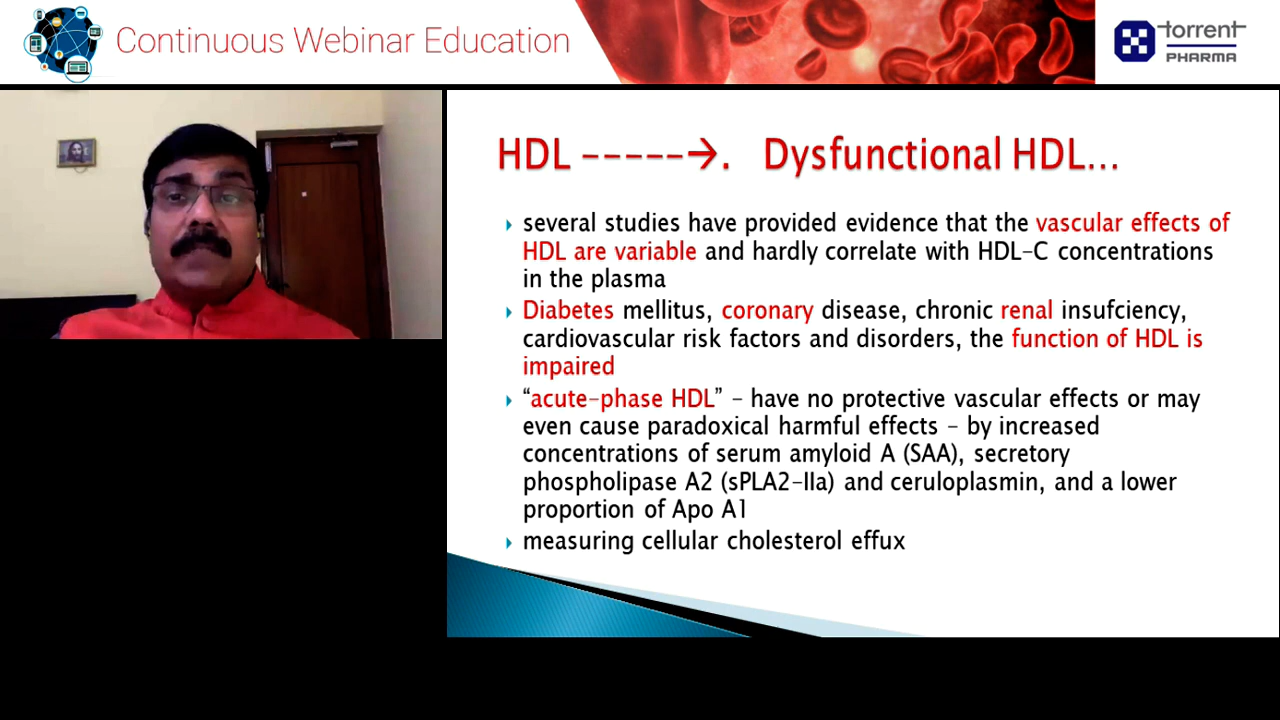 Continuous Webinar Education
torrent
PHARMA
HDL -----→. Dysfunctional HDL...
several studies have provided evidence that the vascular effects of
HDL are variable and hardly correlate with HDL-C concentrations
in the plasma
Diabetes mellitus, coronary disease, chronic renal insufciency,
cardiovascular risk factors and disorders, the function of HDL is
impaired
“acute-phase HDL” - have no protective vascular effects or may
even cause paradoxical harmful effects - by increased
concentrations of serum amyloid A (SAA), secretory
phospholipase A2 (sPLA2-IIa) and ceruloplasmin, and a lower
proportion of Apo A1
measuring cellular cholesterol effux